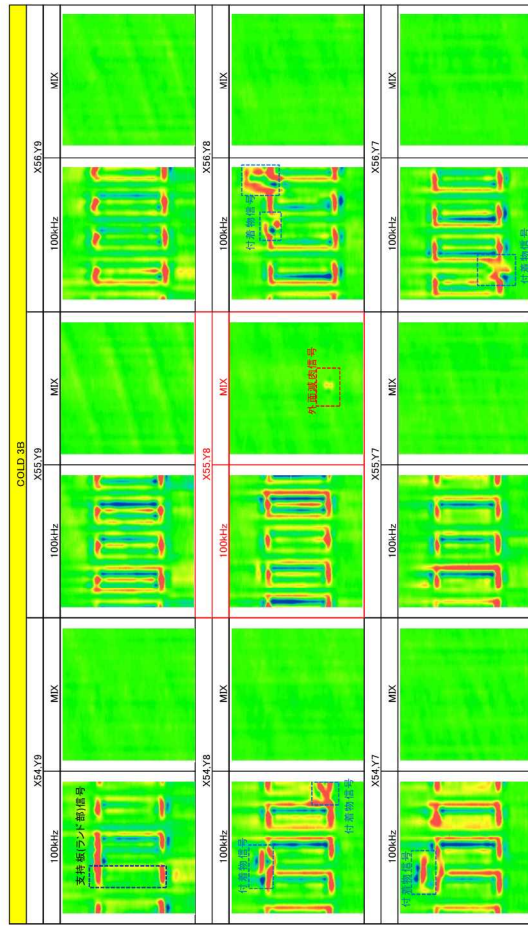 COLD 3B
X54,Y9
X55,Y9
X56,Y9
100kHz
MIX
100kHz
MIX
100kHz
MIX
支持板(ランド部)信号
X54,Y8
X55,Y8
X56,Y8
100kHz
MIX
100kHz
MIX
100kHz
MIX
付着物信号
付着物信号
外面減肉信号
付着物信号
X54,Y7
X55,Y7
X56,Y7
100kHz
MIX
100kHz
MIX
100kHz
MIX
付着物信号
付着物信号